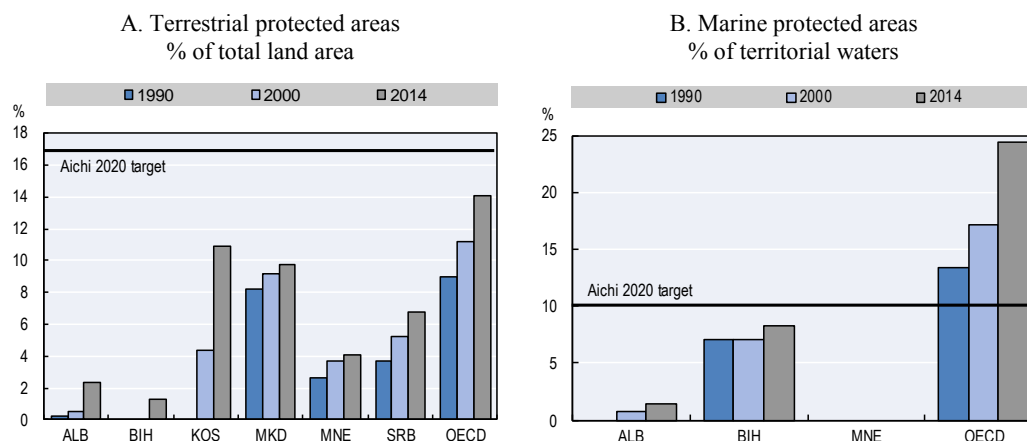 A. Terrestrial protected areas
% of total land area
1990 2000 2014
%
18
16
14
12
10
8
6
4
2
0
Aichi 2020 target
ALB BIH KOS MKD MNE SRB OECD
B. Marine protected areas
% of territorial waters
1990 2000 2014
%
25
20
15
10
5
0
Aichi 2020 target
ALB BIH MNE OECD